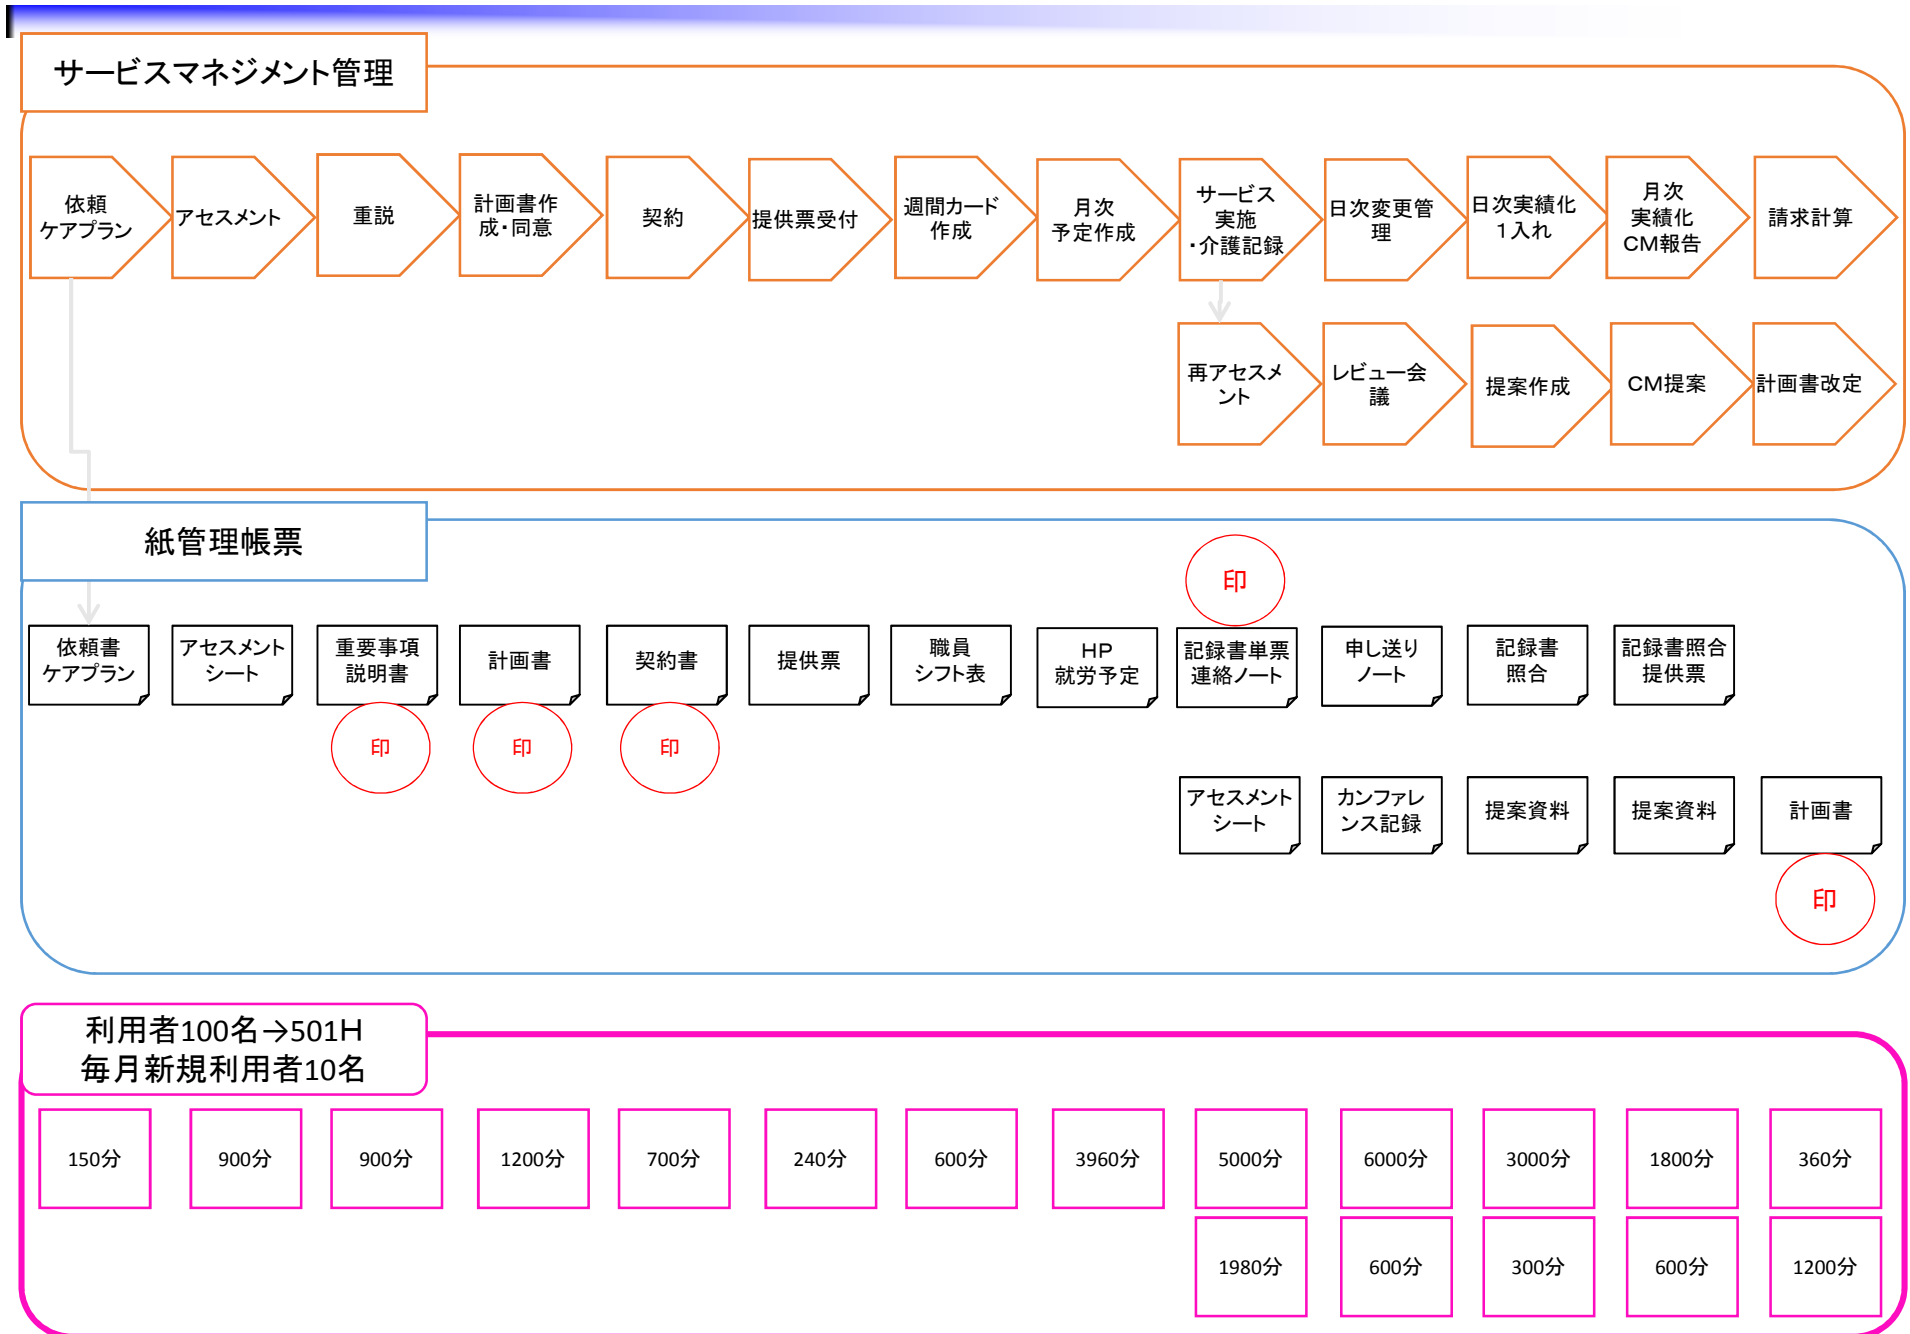 サービスマネジメント管理
依頼
ケアプラン
アセスメント
重説
計画書作
成・同意
契約
提供票受付
週間カード
作成
月次
予定作成
サービス
実施
・介護記録
日次変更管
理
日次実績化
1入れ
月次
実績化
CM報告
請求計算
再アセスメ
ント
レビュー会
議
提案作成
CM提案
計画書改定
紙管理帳票
印
依頼書
ケアプラン
アセスメント
シート
重要事項
説明書
計画書
契約書
提供票
職員
シフト表
HP
就労予定
記録書単票
連絡ノート
申し送り
ノート
記録書
照合
記録書照合
提供票
印
印
印
アセスメント
シート
カンファレ
ンス記録
提案資料
提案資料
計画書
印
利用者100名→501H
毎月新規利用者10名
150分
900分
900分
1200分
700分
240分
600分
3960分
5000分
6000分
3000分
1800分
360分
1980分
600分
300分
600分
1200分